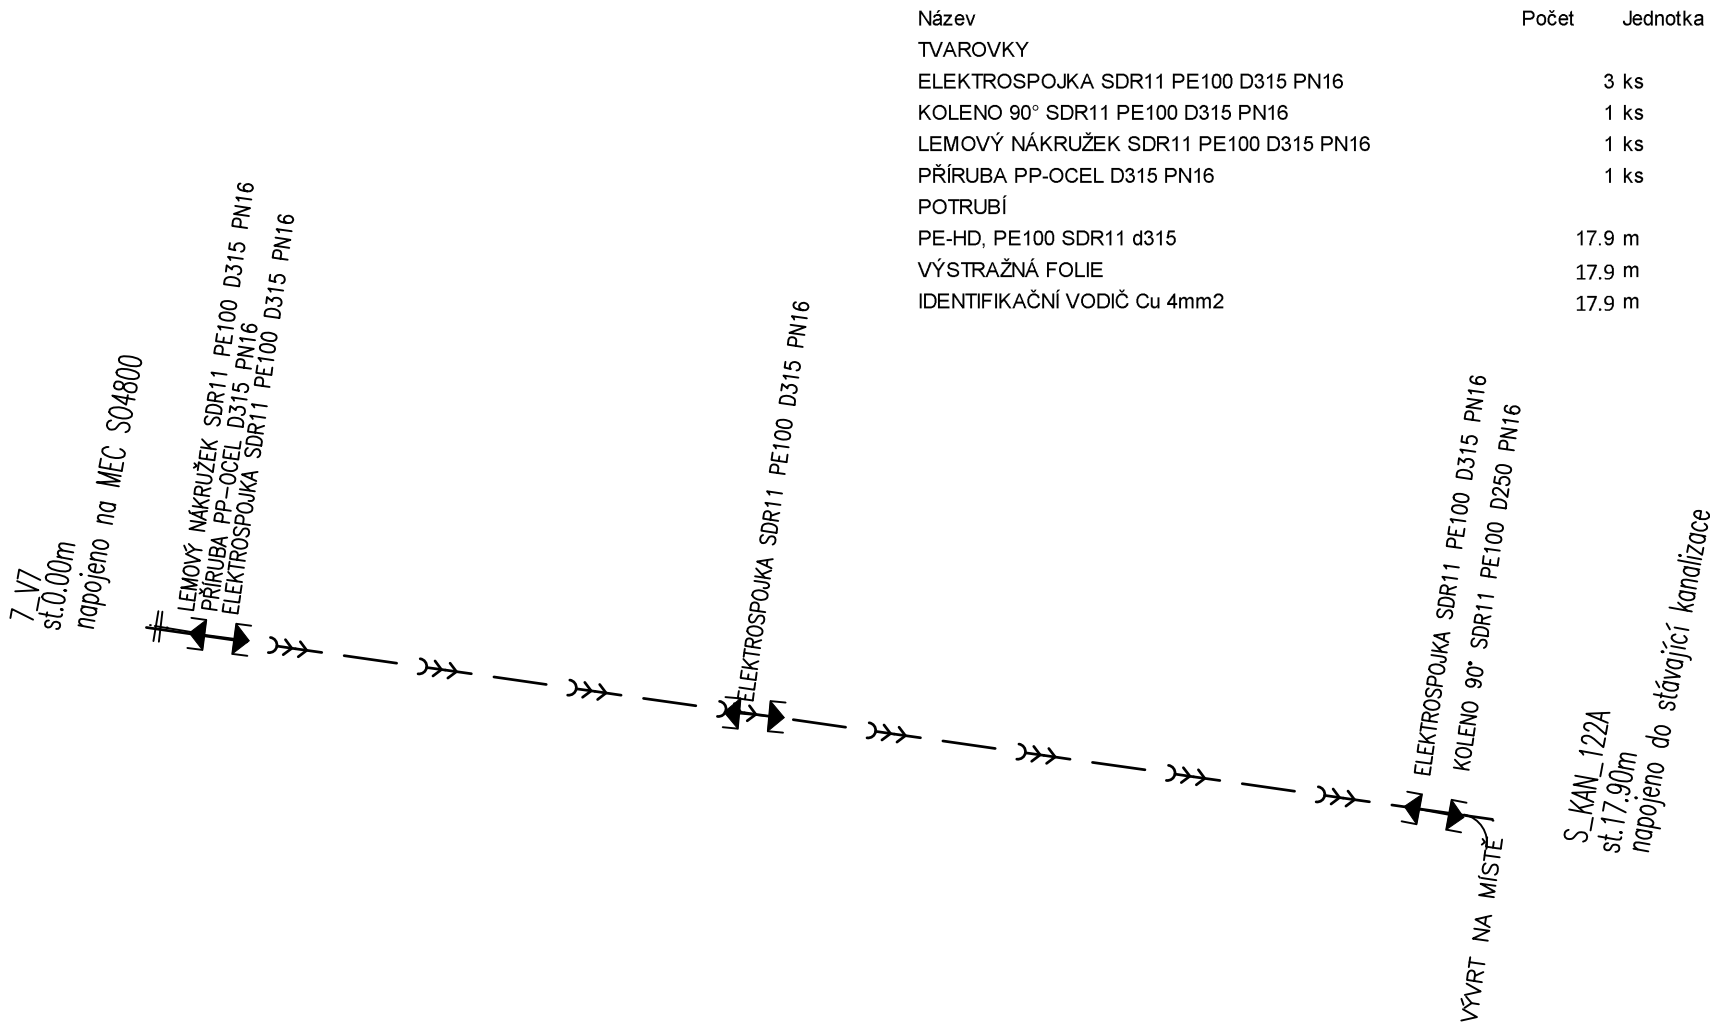 Název Počet Jednotka
TVAROVKY
ELEKTROSPOJKA SDR11 PE100 D315 PN16 3 ks
KOLENO 90° SDR11 PE100 D315 PN16 1 ks
LEMOVÝ NÁKRUŽEK SDR11 PE100 D315 PN16 1 ks
PŘÍRUBA PP-OCEL D315 PN16 1 ks
POTRUBÍ
PE-HD, PE100 SDR11 d315 17.9 m
VÝSTRAŽNÁ FOLIE 17.9 m
IDENTIFIKAČNÍ VODIČ Cu 4mm2 17.9 m
7_V7
st.0.00m
napojeno na MEC SO4800
LEMOVÝ NÁKRUŽEK SDR11 PE100 D315 PN16
PŘÍRUBA PP-OCEL D315 PN16
ELEKTROSPOJKA SDR11 PE100 D315 PN16
ELEKTROSPOJKA SDR11 PE100 D315 PN16
ELEKTROSPOJKA SDR11 PE100 D315 PN16
KOLENO 90° SDR11 PE100 D250 PN16
VÝVRT NA MÍSTĚ
S_KAN_122A
st.17.90m
napojeno do stávající kanalizace